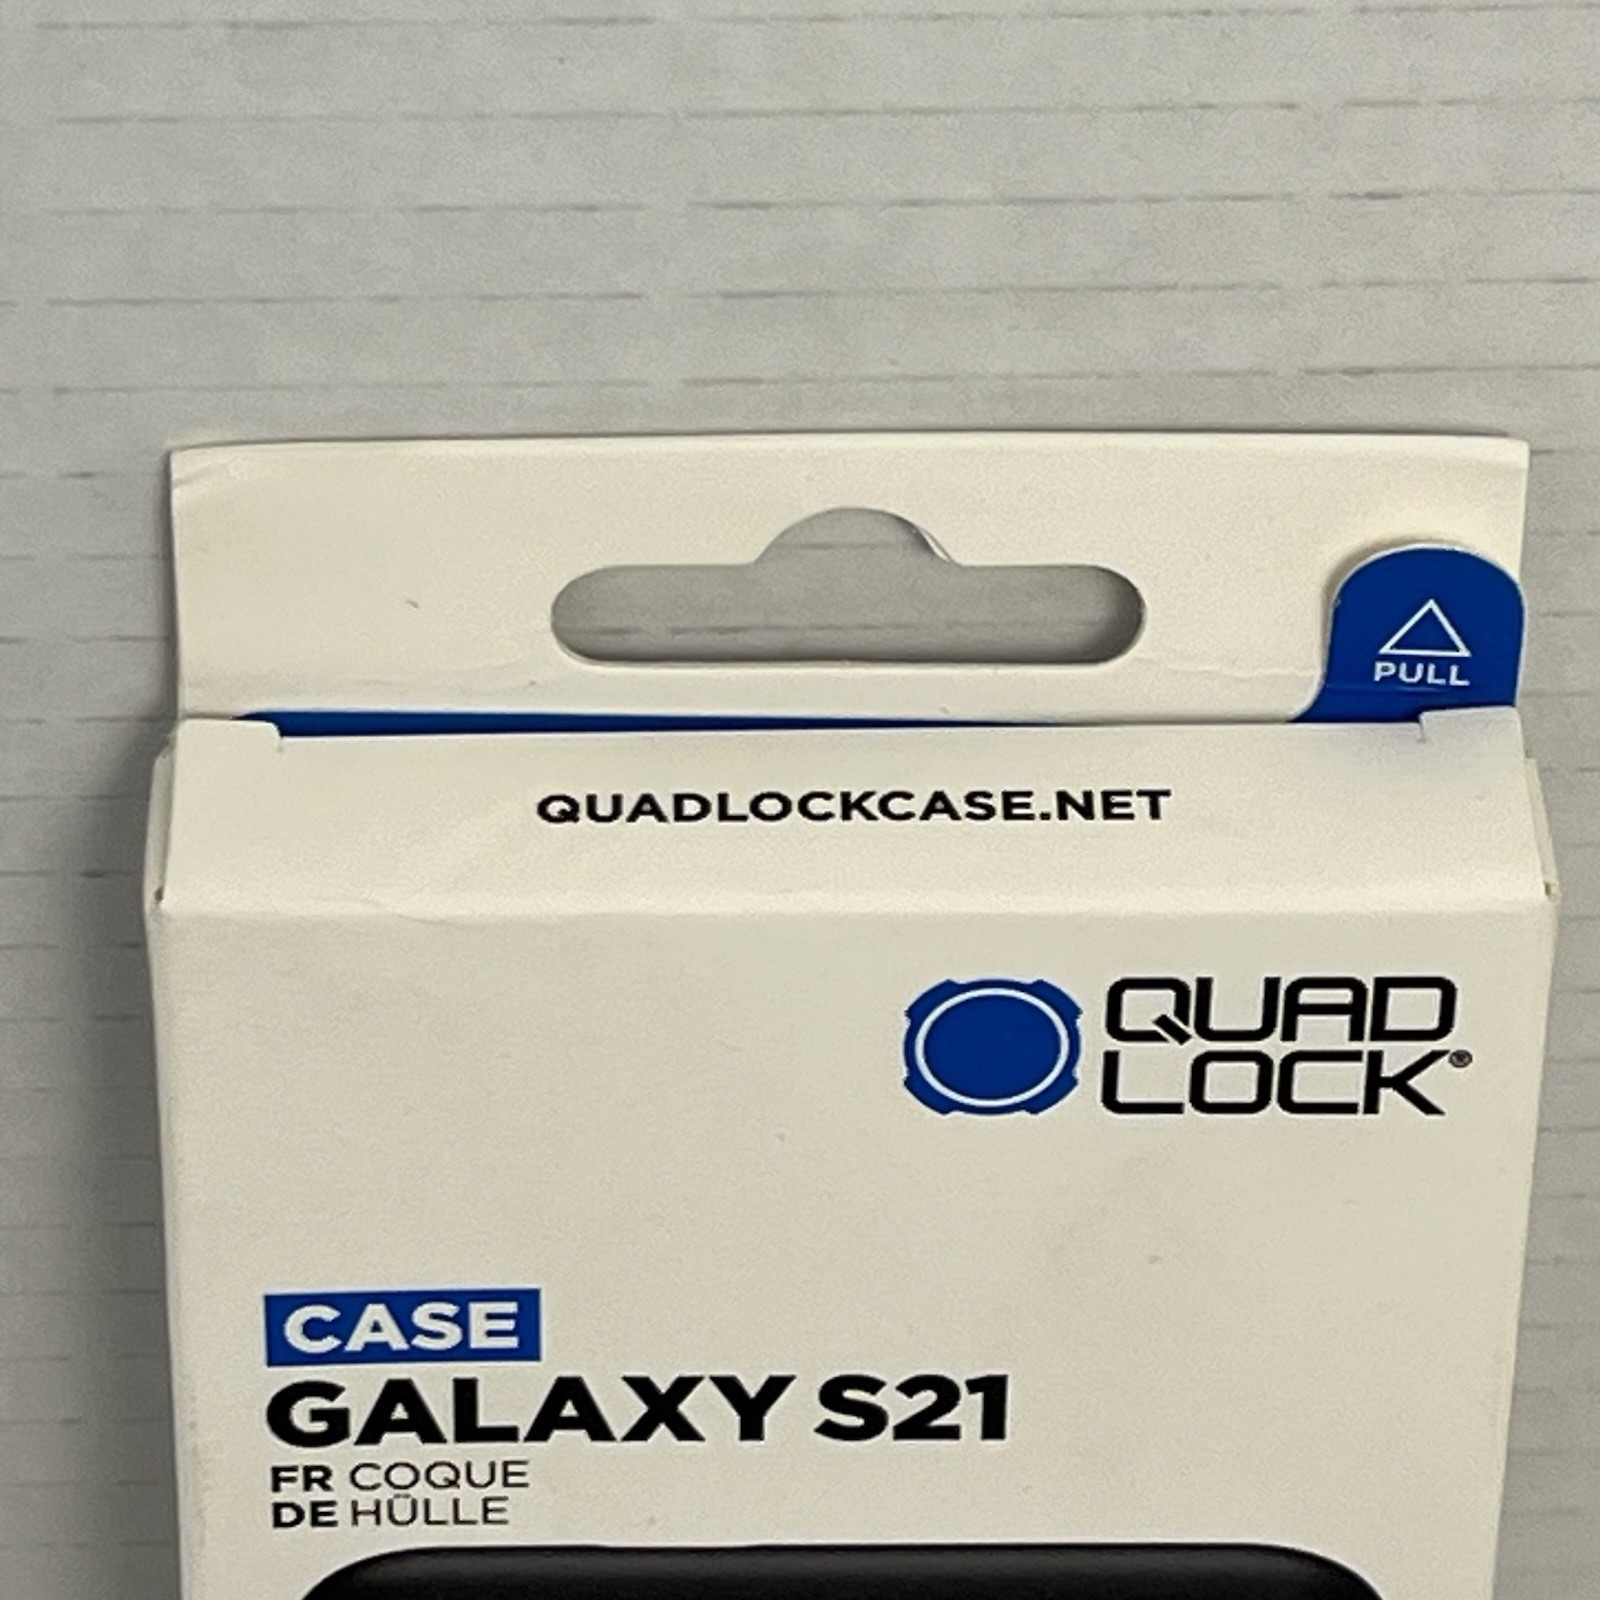 PULL
QUADLOCKCASE.NET
QUAD
LOCK®
CASE
GALAXY S21
FR COQUE
DE HÜLLE